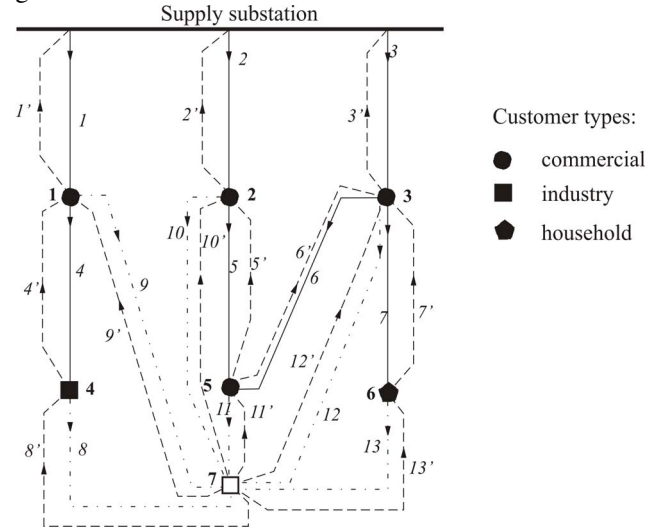 Supply substation
1' 1 2' 2 3' 3
1 2 3
Customer types:
commercial
industry
household
4' 4 9 9' 10 10' 5 5' 6' 6 12' 12 7 7'
4 5 6
8' 8 11 11' 13 13'
7